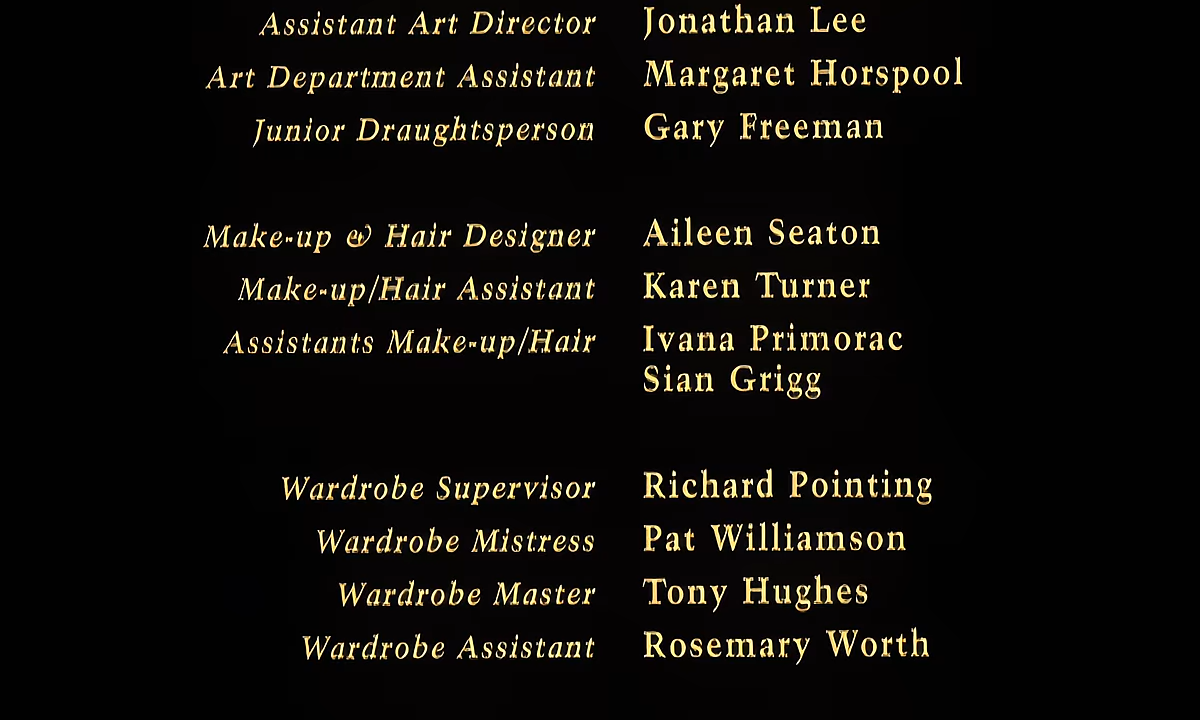 Assistant Art Director Jonathan Lee
Art Department Assistant Margaret Horspool
Junior Draughtsperson Gary Freeman
Make-up & Hair Designer Aileen Seaton
Make-up/Hair Assistant Karen Turner
Assistants Make-up/Hair Ivana Primorac
Sian Grigg
Wardrobe Supervisor Richard Pointing
Wardrobe Mistress Pat Williamson
Wardrobe Master Tony Hughes
Wardrobe Assistant Rosemary Worth